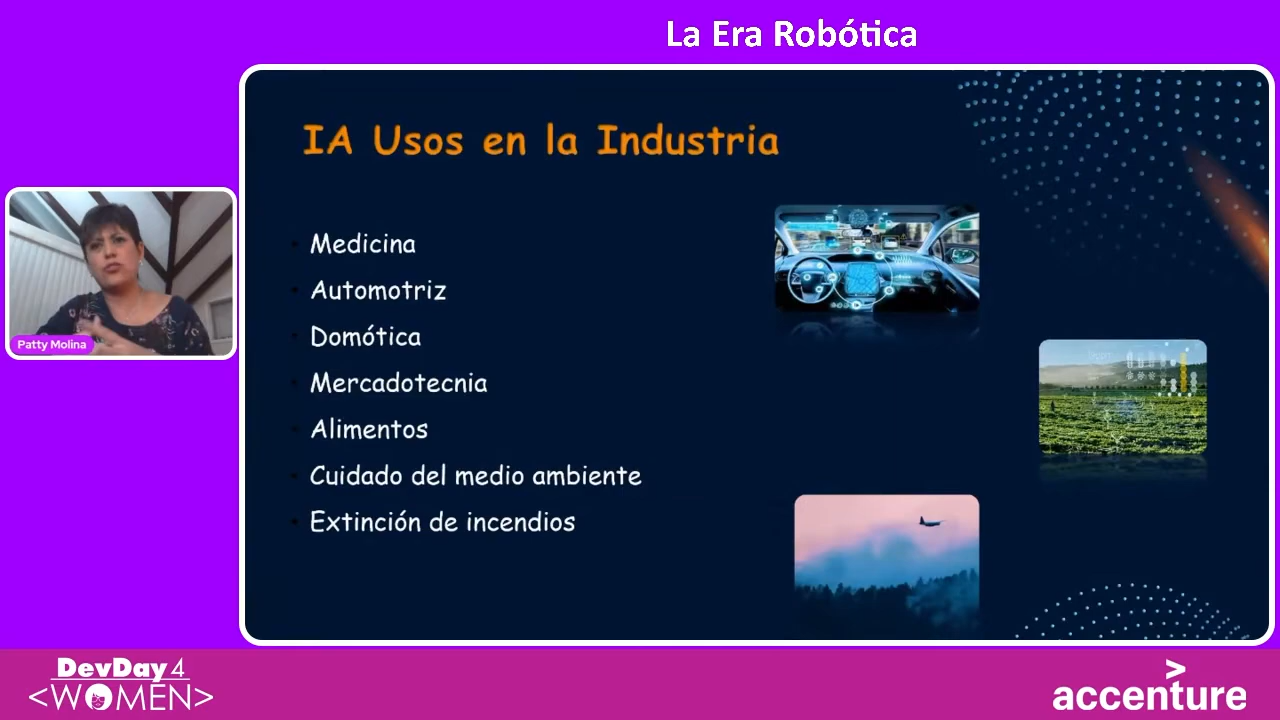 La Era Robótica
IA Usos en la Industria
Medicina
Automotriz
Domótica
Mercadotecnia
Alimentos
Cuidado del medio ambiente
Extinción de incendios
Patty Molina
DevDay4
<WOMEN>
accenture